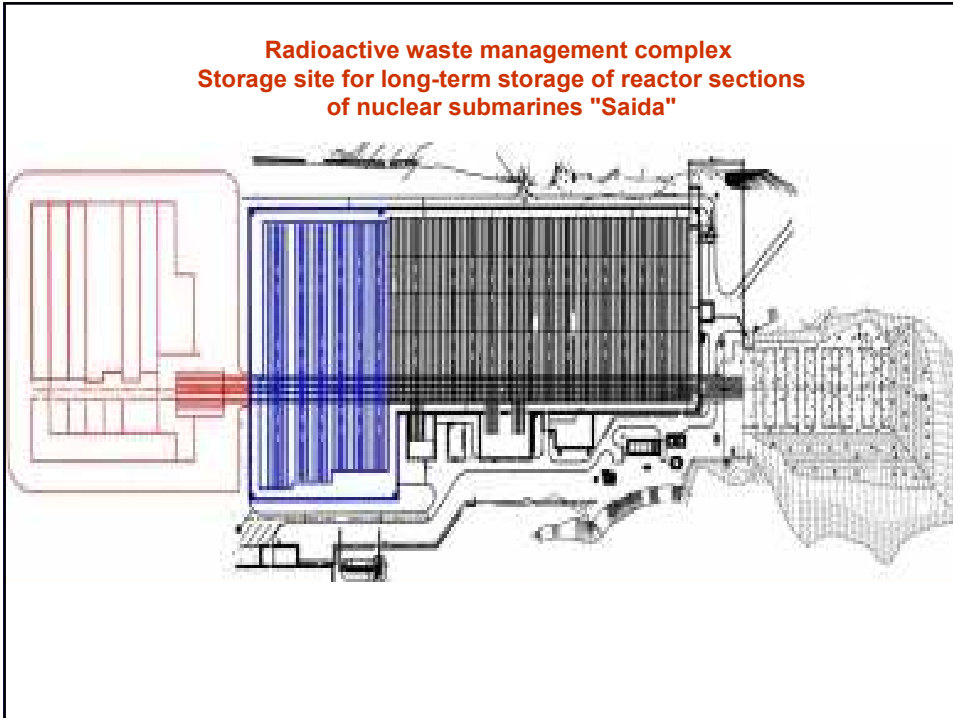 Radioactive waste management complex
Storage site for long-term storage of reactor sections
of nuclear submarines "Saida"